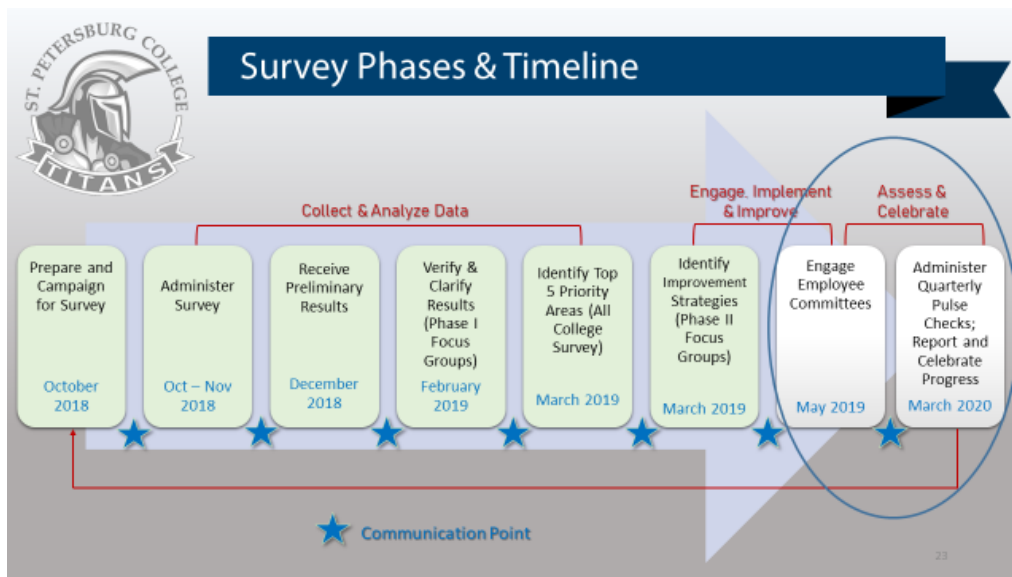 ST. PETERSBURG COLLEGE
TITANS
Survey Phases & Timeline
Collect & Analyze Data
Engage. Implement
& Improve
Assess &
Celebrate
Prepare and
Campaign
for Survey
October
2018
Administer
Survey
Oct – Nov
2018
Receive
Preliminary
Results
December
2018
Verify &
Clarify
Results
(Phase I
Focus
Groups)
February
2019
Identify Top
5 Priority
Areas (All
College
Survey)
March 2019
Identify
Improvement
Strategies
(Phase II
Focus
Groups)
March 2019
Engage
Employee
Committees
May 2019
Administer
Quarterly
Pulse
Checks;
Report and
Celebrate
Progress
March 2020
Communication Point
23